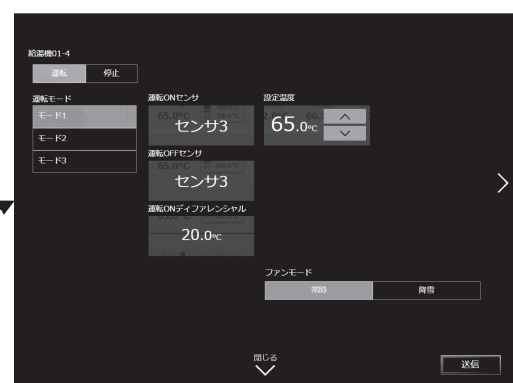 給湯機01-4
運転 停止
運転モード
モード1
モード2
モード3
運転ONセンサ
センサ3
運転OFFセンサ
センサ3
運転ONディファレンシャル
20.0℃
設定温度
65.0℃
ファンモード
常時 降雪
閉じる
送信